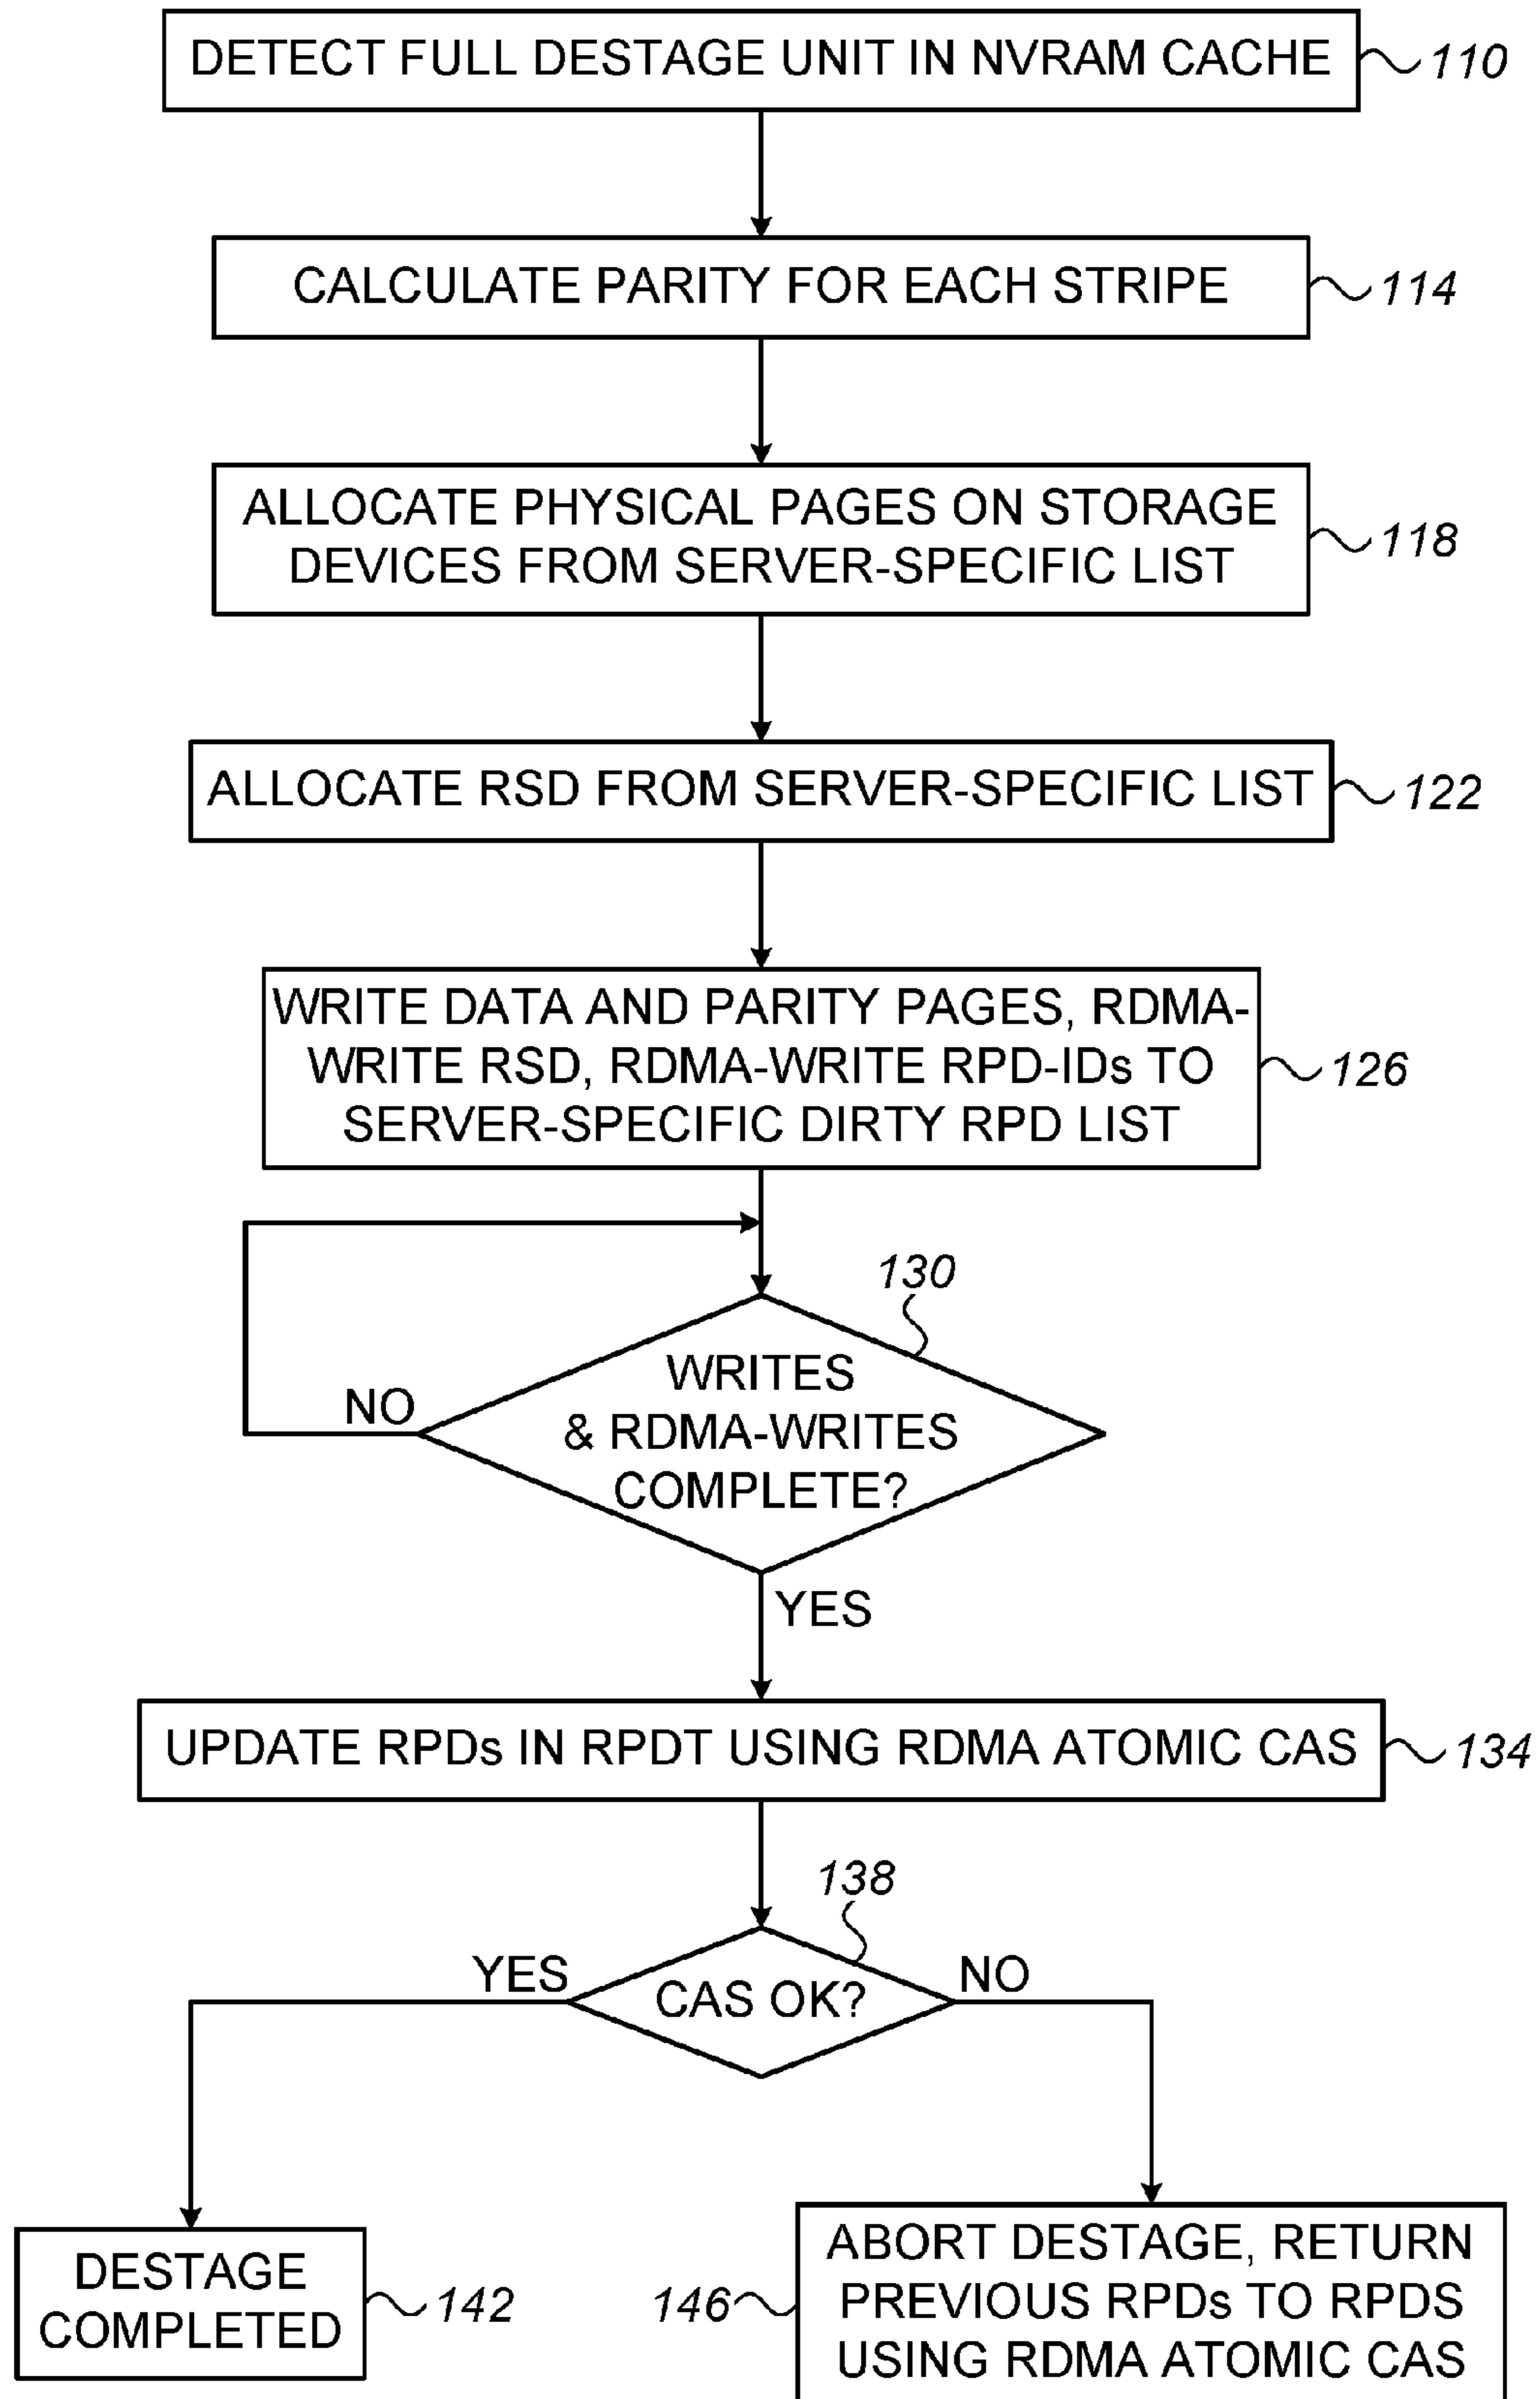 DETECT FULL DESTAGE UNIT IN NVRAM CACHE
110
CALCULATE PARITY FOR EACH STRIPE
114
ALLOCATE PHYSICAL PAGES ON STORAGE
DEVICES FROM SERVER-SPECIFIC LIST
118
ALLOCATE RSD FROM SERVER-SPECIFIC LIST
122
WRITE DATA AND PARITY PAGES, RDMA-
WRITE RSD, RDMA-WRITE RPD-IDs TO
SERVER-SPECIFIC DIRTY RPD LIST
126
130
WRITES
& RDMA-WRITES
COMPLETE?
NO
YES
UPDATE RPDs IN RPDT USING RDMA ATOMIC CAS
134
138
YES
CAS OK?
NO
DESTAGE
COMPLETED
142
146
ABORT DESTAGE, RETURN
PREVIOUS RPDs TO RPDS
USING RDMA ATOMIC CAS